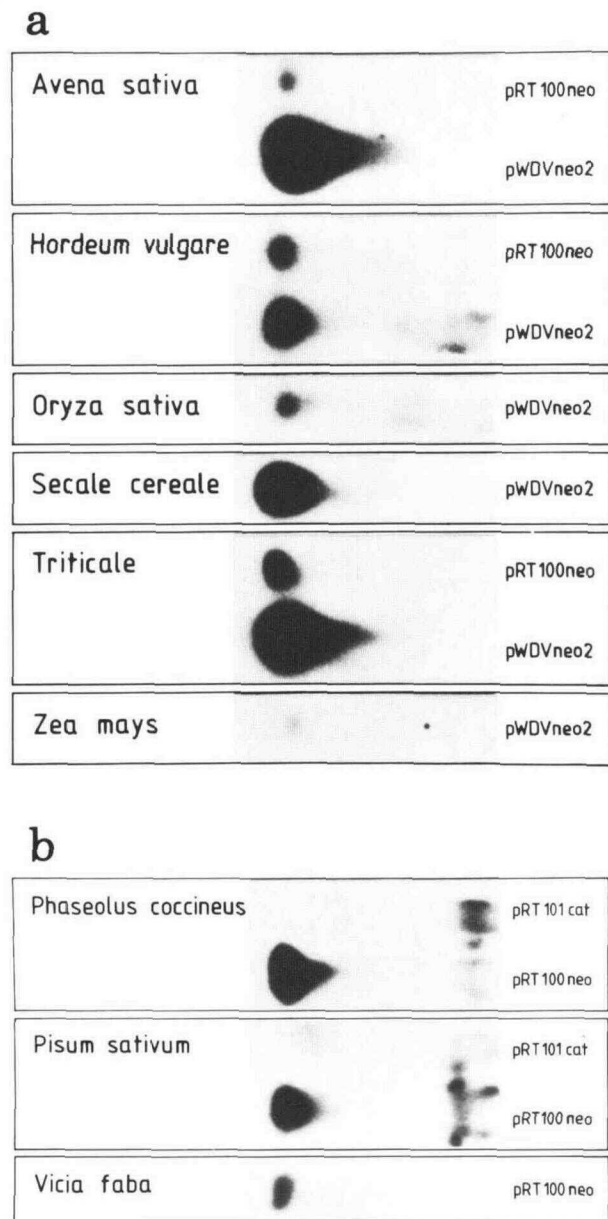 a
Avena sativa pRT100neo
pWDVneo2
Hordeum vulgare pRT100neo
pWDVneo2
Oryza sativa pWDVneo2
Secale cereale pWDVneo2
Triticale pRT100neo
pWDVneo2
Zea mays pWDVneo2
b
Phaseolus coccineus pRT101cat
pRT100neo
Pisum sativum pRT101cat
pRT100neo
Vicia faba pRT100neo